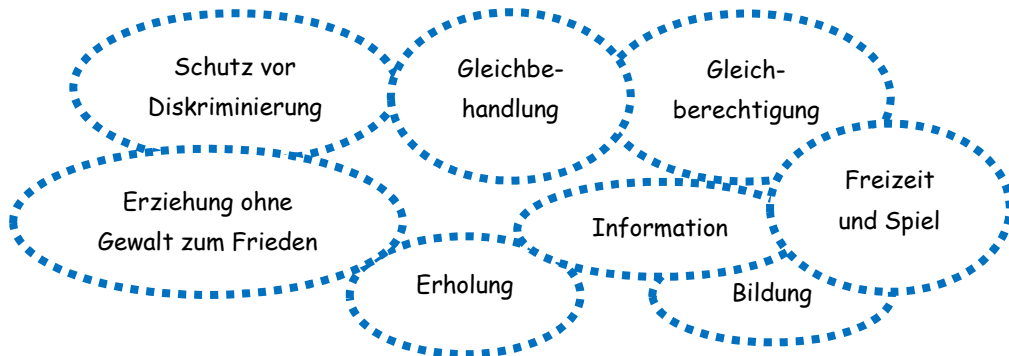 Schutz vor
Diskriminierung
Gleichbe-
handlung
Gleich-
berechtigung
Erziehung ohne
Gewalt zum Frieden
Information
Freizeit
und Spiel
Erholung
Bildung